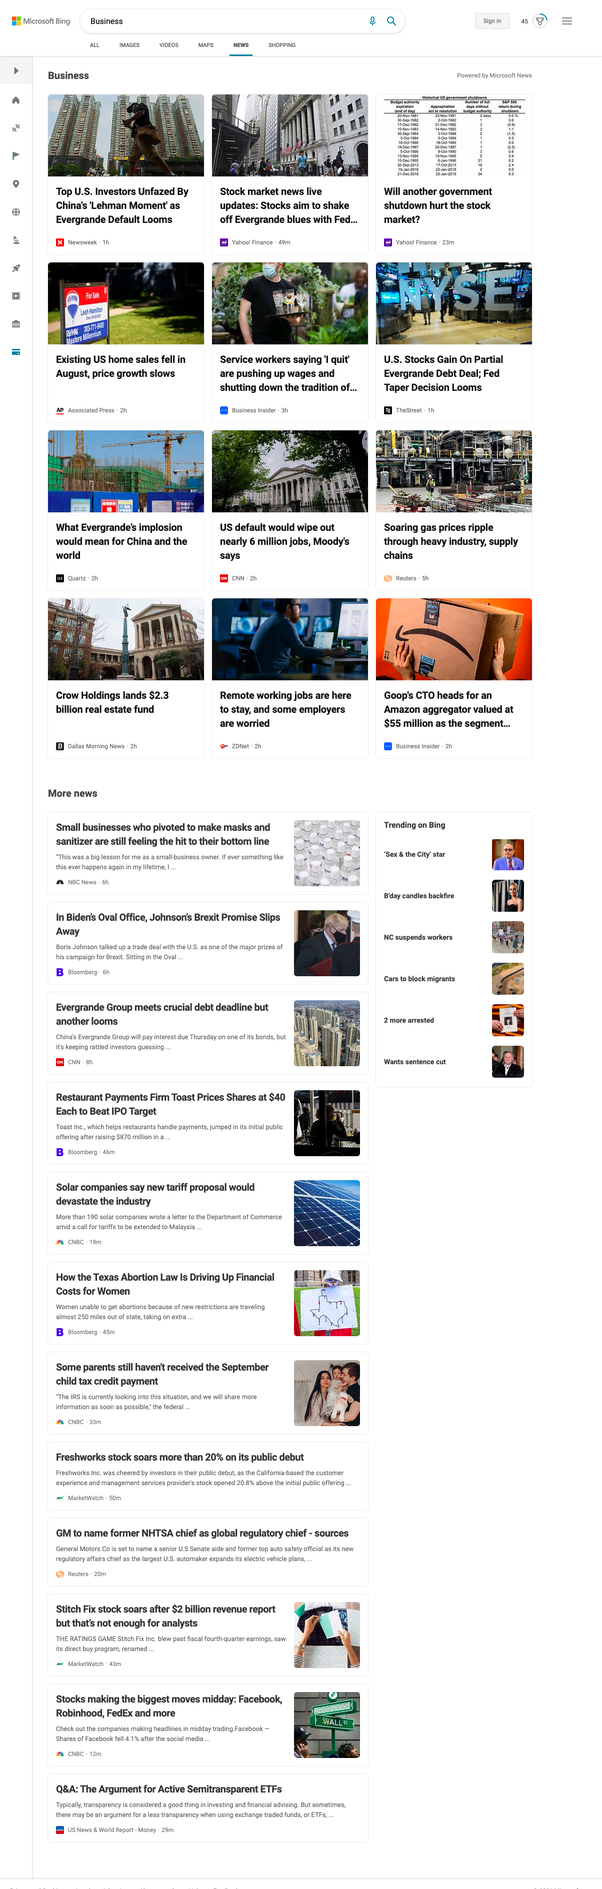 Microsoft Bing
Business
Sign in
45
ALL
IMAGES
VIDEOS
MAPS
NEWS
SHOPPING
Business
Powered by Microsoft News
Top U.S. Investors Unfazed By
China's 'Lehman Moment' as
Evergrande Default Looms
Newsweek · 1h
Stock market news live
updates: Stocks aim to shake
off Evergrande blues with Fed...
Yahoo! Finance · 49m
Will another government
shutdown hurt the stock
market?
Yahoo! Finance · 23m
For Sale
Existing US home sales fell in
August, price growth slows
AP Associated Press · 2h
Service workers saying 'I quit'
are pushing up wages and
shutting down the tradition of...
Business Insider · 3h
NYSE
U.S. Stocks Gain On Partial
Evergrande Debt Deal; Fed
Taper Decision Looms
TheStreet · 1h
What Evergrande's implosion
would mean for China and the
world
Quartz · 2h
US default would wipe out
nearly 6 million jobs, Moody's
says
CNN · 2h
Soaring gas prices ripple
through heavy industry, supply
chains
Reuters · 5h
Crow Holdings lands $2.3
billion real estate fund
Dallas Morning News · 2h
Remote working jobs are here
to stay, and some employers
are worried
ZDNet · 2h
Goop's CTO heads for an
Amazon aggregator valued at
$55 million as the segment...
Business Insider · 2h
More news
Small businesses who pivoted to make masks and
sanitizer are still feeling the hit to their bottom line
"This was a big lesson for me as a small-business owner. If ever something like
this ever happens again in my lifetime, I ...
NBC News · 6h
In Biden's Oval Office, Johnson's Brexit Promise Slips
Away
Boris Johnson talked up a trade deal with the U.S. as one of the major prizes of
his campaign for Brexit. Sitting in the Oval ...
Bloomberg · 6h
Evergrande Group meets crucial debt deadline but
another looms
China's Evergrande Group will pay interest due Thursday on one of its bonds, but
it's keeping rattled investors guessing ...
CNN · 8h
Restaurant Payments Firm Toast Prices Shares at $40
Each to Beat IPO Target
Toast Inc., which helps restaurants handle payments, jumped in its initial public
offering after raising $870 million in a ...
Bloomberg · 46m
Solar companies say new tariff proposal would
devastate the industry
More than 190 solar companies wrote a letter to the Department of Commerce
amid a call for tariffs to be extended to Malaysia ...
CNBC · 19m
How the Texas Abortion Law Is Driving Up Financial
Costs for Women
Women unable to get abortions because of new restrictions are traveling
almost 250 miles out of state, taking on extra ...
Bloomberg · 45m
Some parents still haven't received the September
child tax credit payment
"The IRS is currently looking into this situation, and we will share more
information as soon as possible," the federal ...
CNBC · 33m
Freshworks stock soars more than 20% on its public debut
Freshworks Inc. was cheered by investors in their public debut, as the California-based the customer
experience and management services provider's stock opened 20.8% above the initial public offering ...
MarketWatch · 50m
GM to name former NHTSA chief as global regulatory chief - sources
General Motors Co is set to name a senior U.S Senate side and former top auto safety official as its new
regulatory affairs chief as the largest U.S. automaker expands its electric vehicle plans, ...
Reuters · 20m
Stitch Fix stock soars after $2 billion revenue report
but that's not enough for analysts
THE RATINGS GAME Stitch Fix Inc. blew past fiscal fourth-quarter earnings, saw
its direct buy program, renamed ...
MarketWatch · 43m
Stocks making the biggest moves midday: Facebook,
Robinhood, FedEx and more
Check out the companies making headlines in midday trading.Facebook —
Shares of Facebook fell 4.1% after the social media ...
CNBC · 12m
WALL ST
Q&A: The Argument for Active Semitransparent ETFs
Typically, transparency is considered a good thing in investing and financial advising. But sometimes,
there may be an argument for a less transparency when using exchange traded funds, or ETFs, ...
US News & World Report - Money · 29m
Trending on Bing
'Sex & the City' star
B'day candles backfire
NC suspends workers
Cars to block migrants
2 more arrested
Wants sentence cut